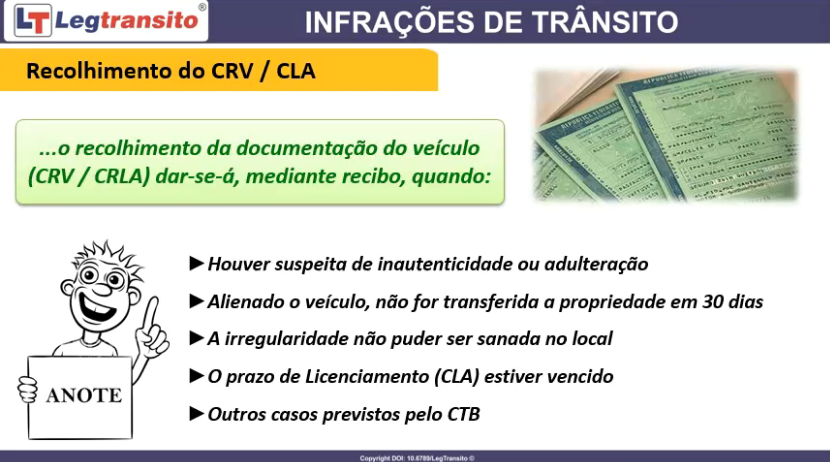 LT Legtransito®
INFRAÇÕES DE TRÂNSITO
Recolhimento do CRV / CLA
...o recolhimento da documentação do veículo
(CRV / CRLA) dar-se-á, mediante recibo, quando:
►Houver suspeita de inautenticidade ou adulteração
►Alienado o veículo, não for transferida a propriedade em 30 dias
►A irregularidade não puder ser sanada no local
►O prazo de Licenciamento (CLA) estiver vencido
►Outros casos previstos pelo CTB
ANOTE
Copyright DOI: 10.6789/LegTransito ©